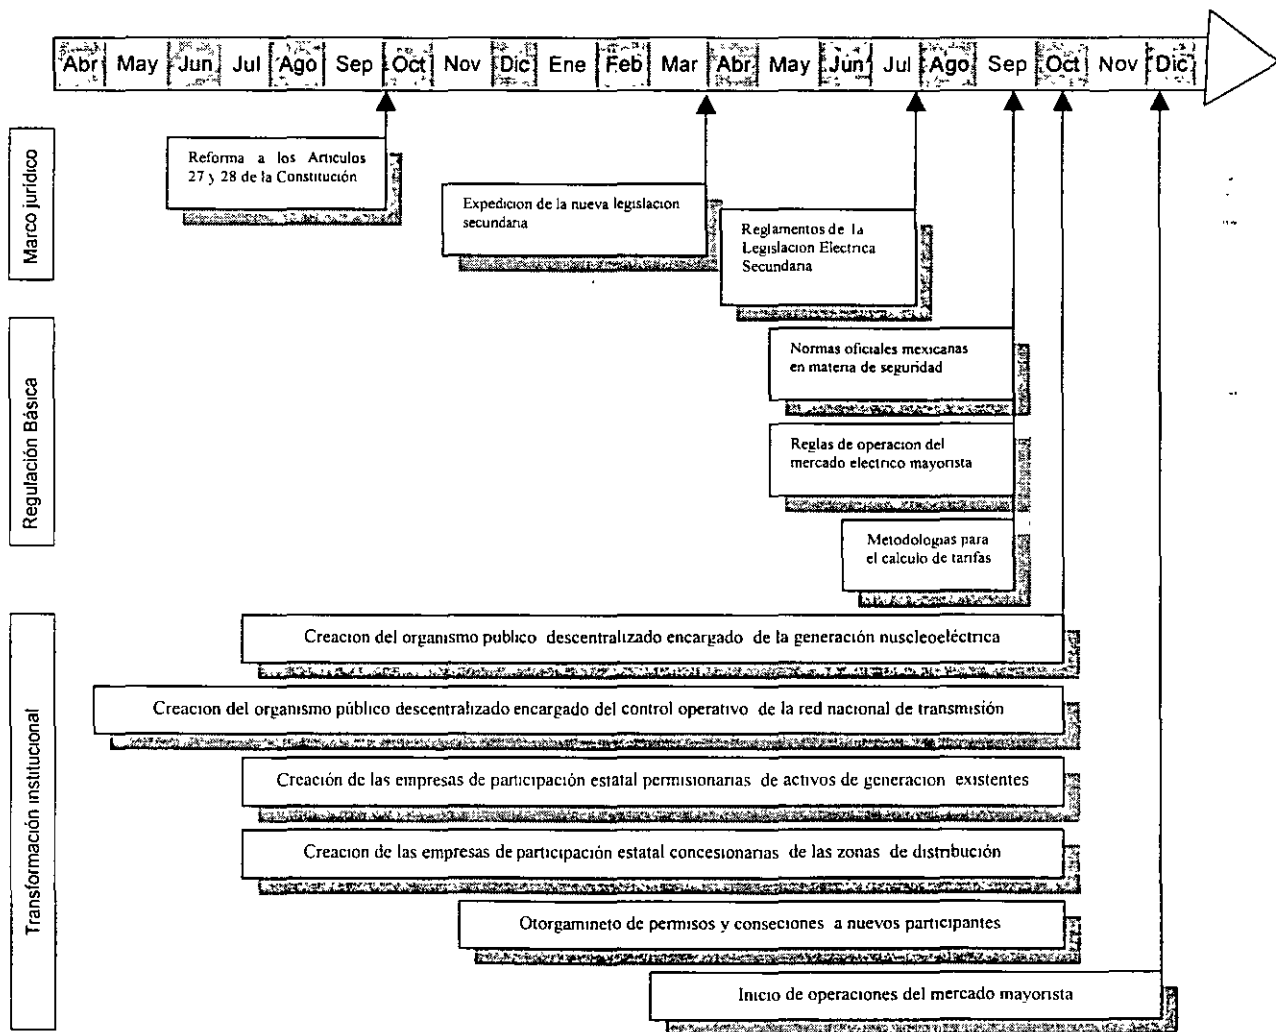 Abr May Jun Jul Ago Sep Oct Nov Dic Ene Feb Mar Abr May Jun Jul Ago Sep Oct Nov Dic
Marco jurídico
Reforma a los Articulos
27 y 28 de la Constitución
Expedicion de la nueva legislacion
secundaria
Reglamentos de la
Legislacion Electrica
Secundaria
Regulación Básica
Normas oficiales mexicanas
en materia de seguridad
Reglas de operacion del
mercado electrico mayorista
Metodologias para
el calculo de tarifas
Transformación institucional
Creacion del organismo publico descentralizado encargado de la generación nuscleoeléctrica
Creacion del organismo público descentralizado encargado del control operativo de la red nacional de transmisión
Creación de las empresas de participación estatal permisionarias de activos de generacion existentes
Creacion de las empresas de participación estatal concesionarias de las zonas de distribución
Otorgamineto de permisos y conseciones a nuevos participantes
Inicio de operaciones del mercado mayorista